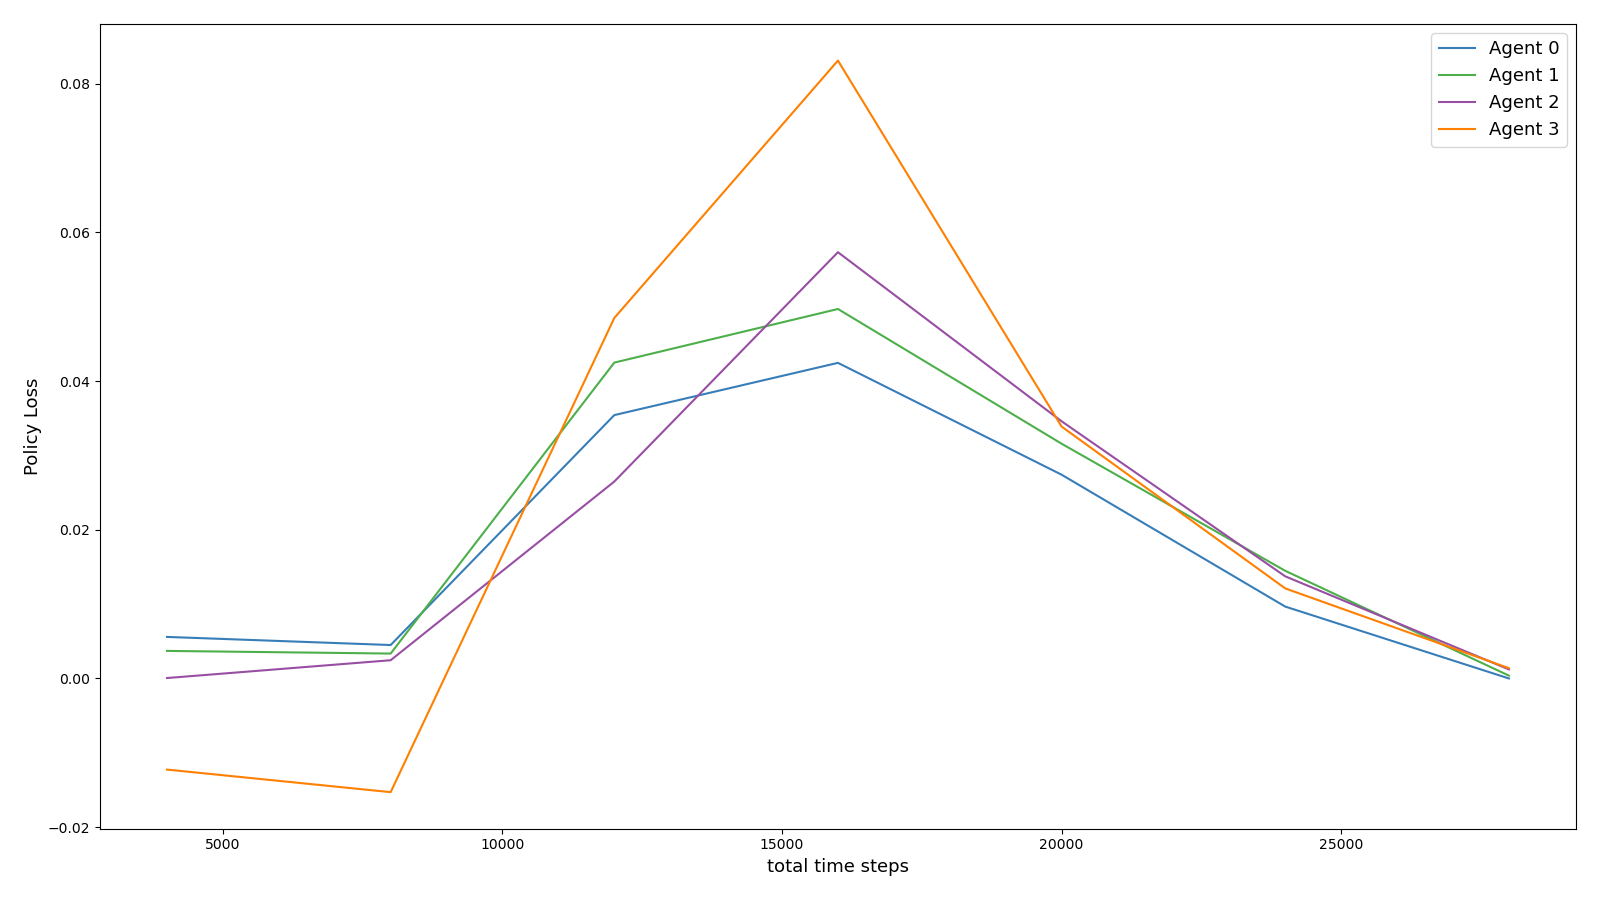 Agent 0
Agent 1
Agent 2
Agent 3
0.08
0.06
0.04
0.02
0.00
−0.02
Policy Loss
5000 10000 15000 20000 25000
total time steps